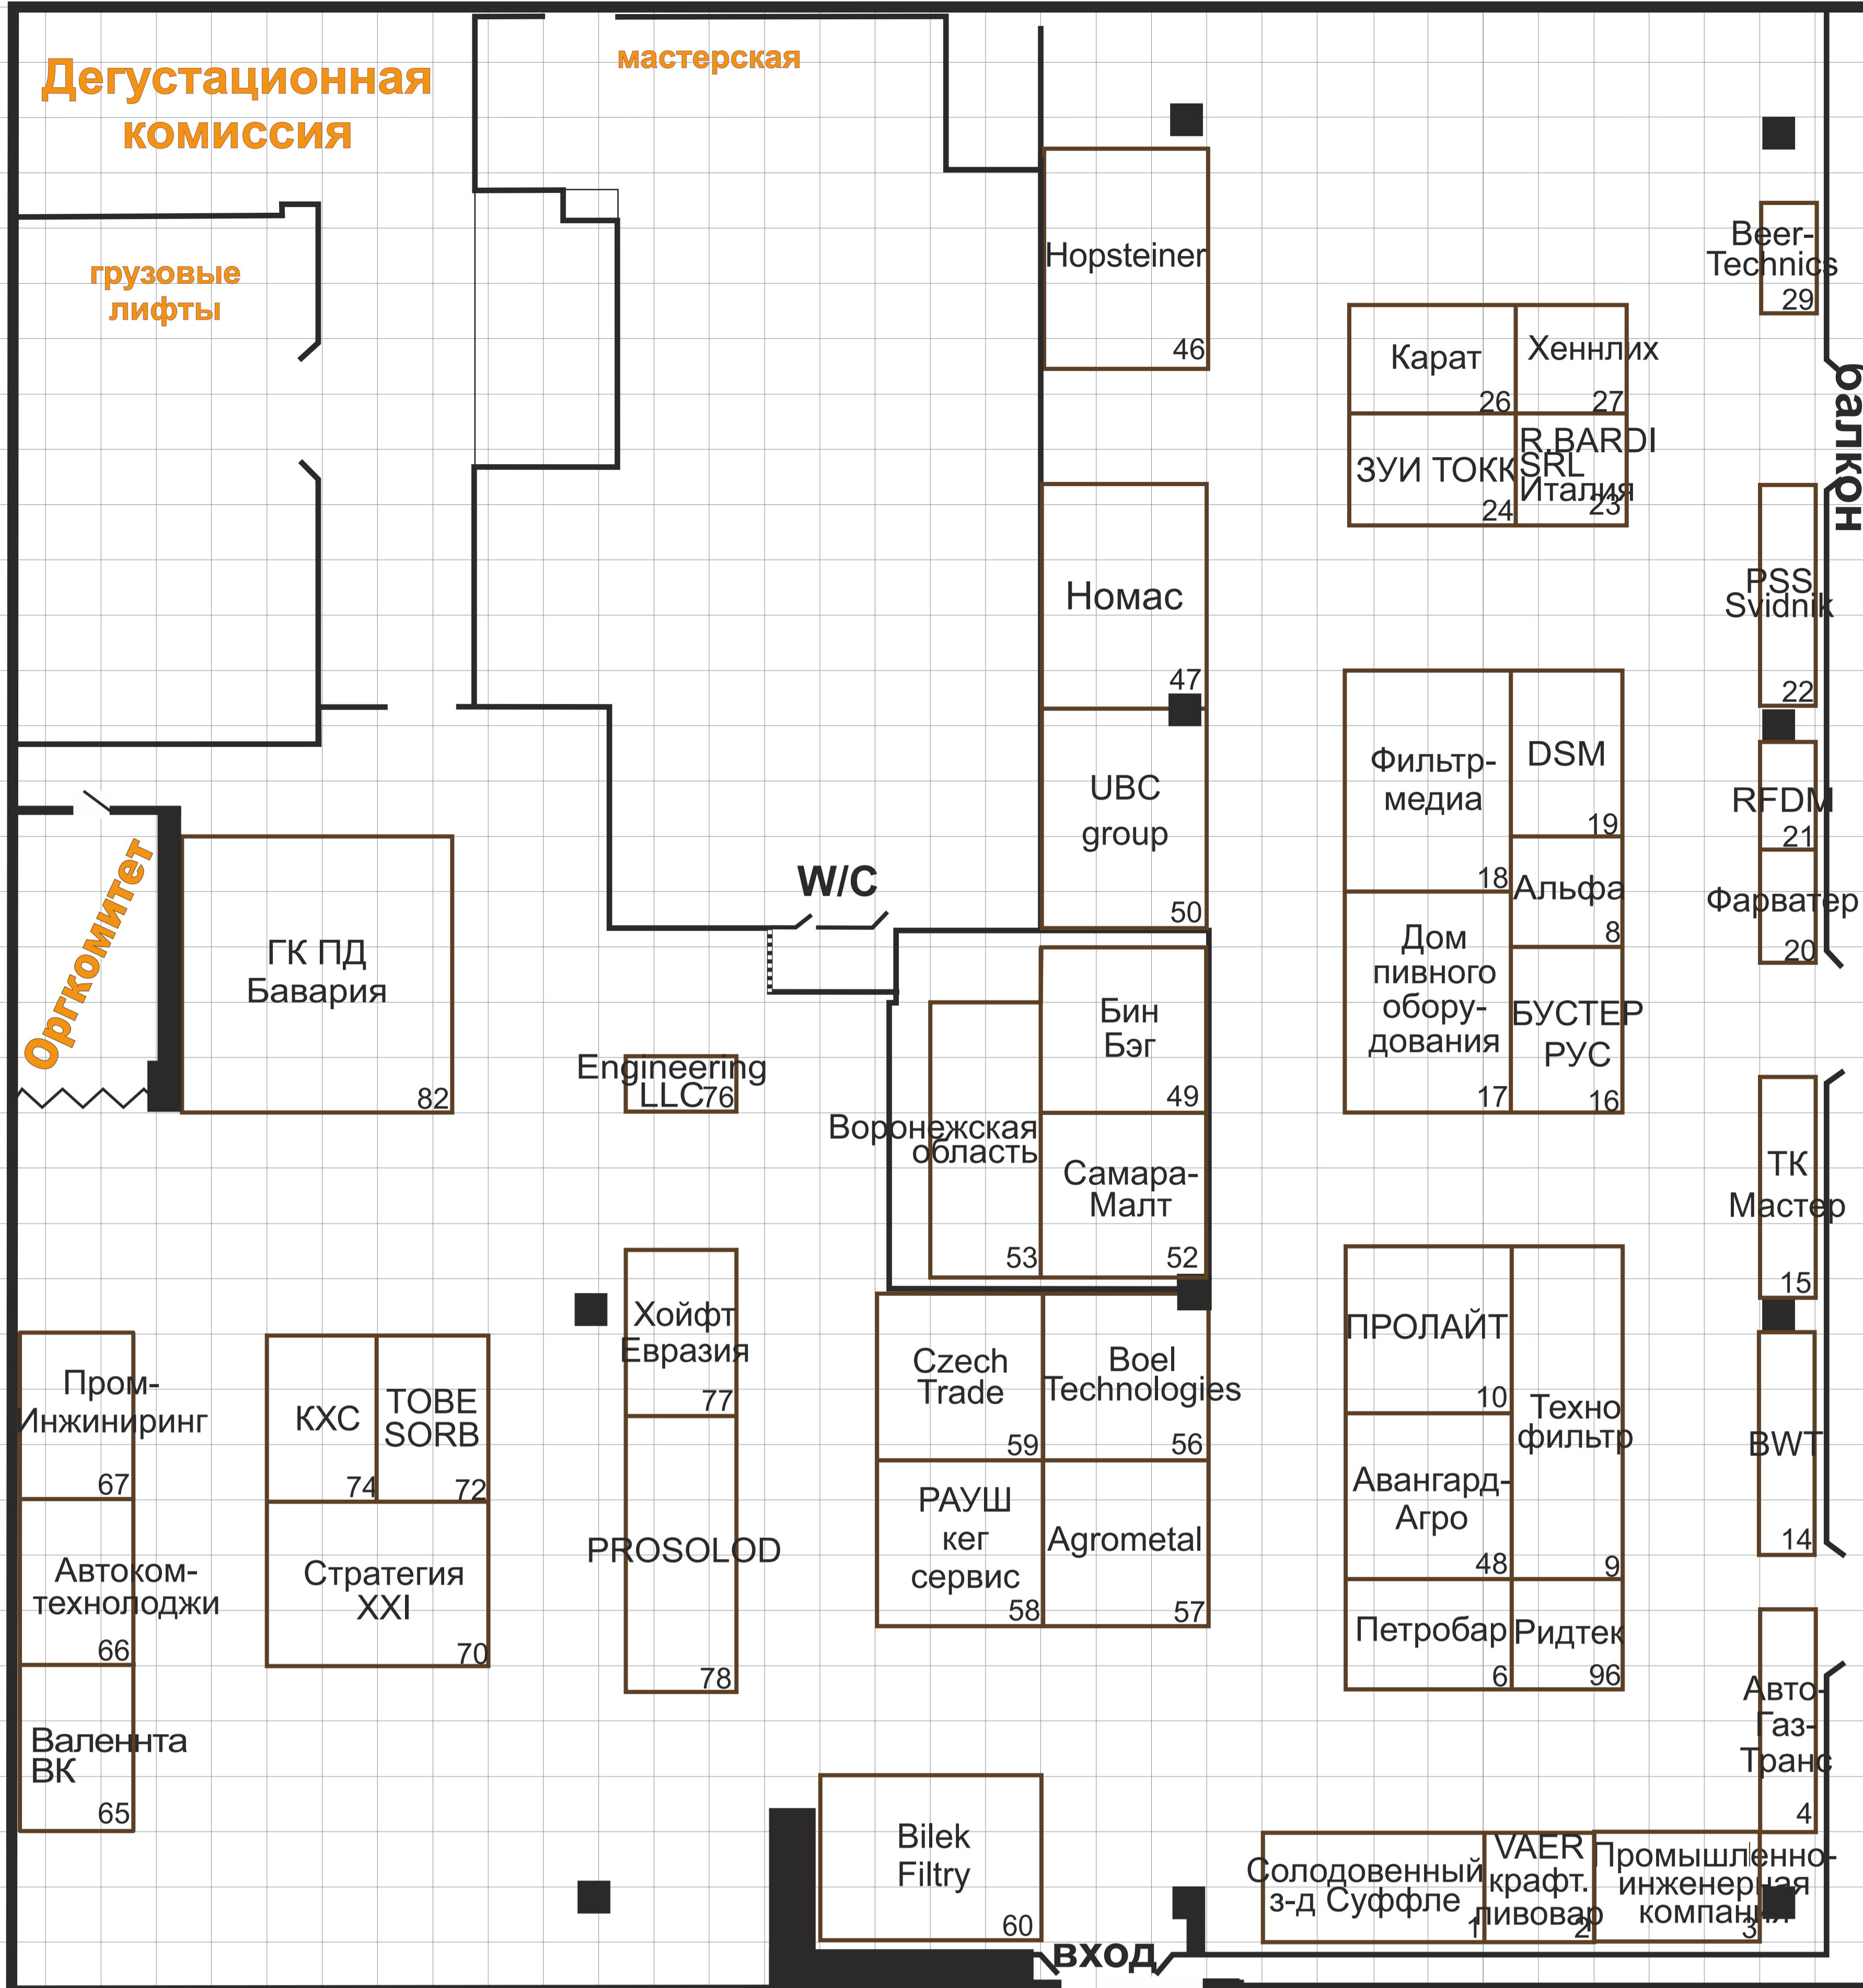 Дегустационная
комиссия
мастерская
грузовые
лифты
Hopsteiner
46
Beer-
Technics
29
Карат
26
Хеннлих
27
ЗУИ ТОКК
24
R.BARDI
SRL
Италия
23
балкон
Номас
47
PSS
Svidnik
22
UBC
group
50
Фильтр-
медиа
18
DSM
19
RFDM
21
Альфа
8
Фарватер
20
W/C
Оргкомитет
ГК ПД
Бавария
82
Engineering
LLC
76
Воронежская
область
53
Бин
Бэг
49
Самара-
Малт
52
Дом
пивного
обору-
дования
17
БУСТЕР
РУС
16
ТК
Мастер
15
Хойфт
Евразия
77
Czech
Trade
59
Boel
Technologies
56
ПРОЛАЙТ
10
Техно
фильтр
9
BWT
14
Пром-
Инжиниринг
67
КХС
74
TOBE
SORB
72
PROSOLOD
78
РАУШ
кег
сервис
58
Agrometal
57
Авангард-
Агро
48
Автоком-
технолоджи
66
Стратегия
XXI
70
Петробар
6
Ридтек
96
Авто-
Газ-
Транс
4
Валеннта
ВК
65
Bilek
Filtry
60
Солодовенный
з-д Суффле
1
VAER
крафт.
пивовар
2
Промышленно-
инженерная
компания
3
вход